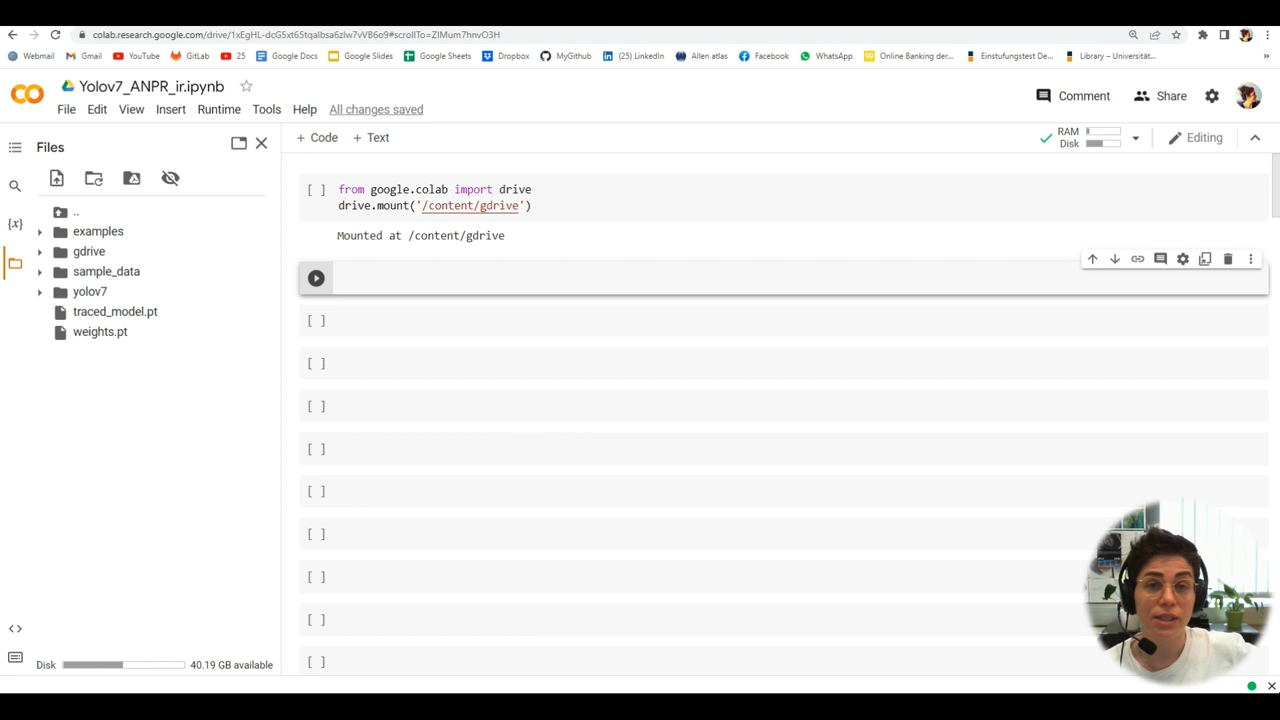 colab.research.google.com/drive/1xEgHL-dcG5xt65tqalbsa6zlw7vVB6o9#scrollTo=ZlMum7hnvO3H
Webmail Gmail YouTube GitLab 25 Google Docs Google Slides Google Sheets Dropbox MyGithub (25) LinkedIn Allen atlas Facebook WhatsApp Online Banking der... Einstufungstest De... Library – Universitä... »
Yolov7_ANPR_ir.ipynb
File Edit View Insert Runtime Tools Help All changes saved
Comment Share
Files
+ Code + Text
RAM
Disk
Editing
..
examples
gdrive
sample_data
yolov7
traced_model.pt
weights.pt
[ ] from google.colab import drive
drive.mount('/content/gdrive')
Mounted at /content/gdrive
[ ]
[ ]
[ ]
[ ]
[ ]
[ ]
[ ]
[ ]
[ ]
{x}
<>
Disk 40.19 GB available